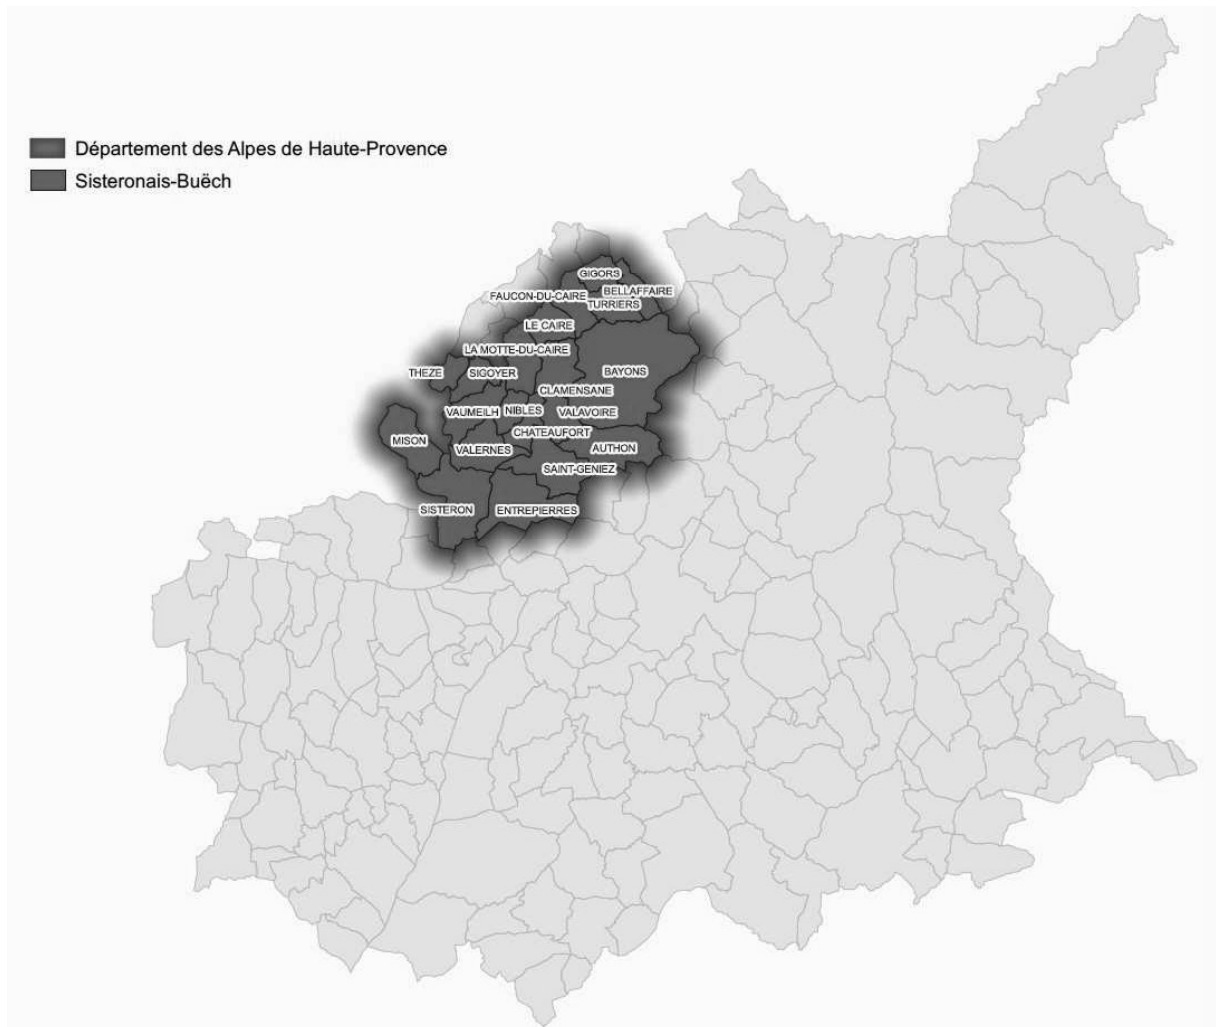 Département des Alpes de Haute-Provence
Sisteronais-Buëch
GIGORS
FAUCON-DU-CAIRE
BELLAFFAIRE
TURRIERS
LE CAIRE
LA MOTTE-DU-CAIRE
THEZE
SIGOYER
BAYONS
CLAMENSANE
VAUMEILH
NIBLES
VALAVOIRE
CHATEAUFORT
MISON
VALERNES
AUTHON
SAINT-GENIEZ
SISTERON
ENTREPIERRES